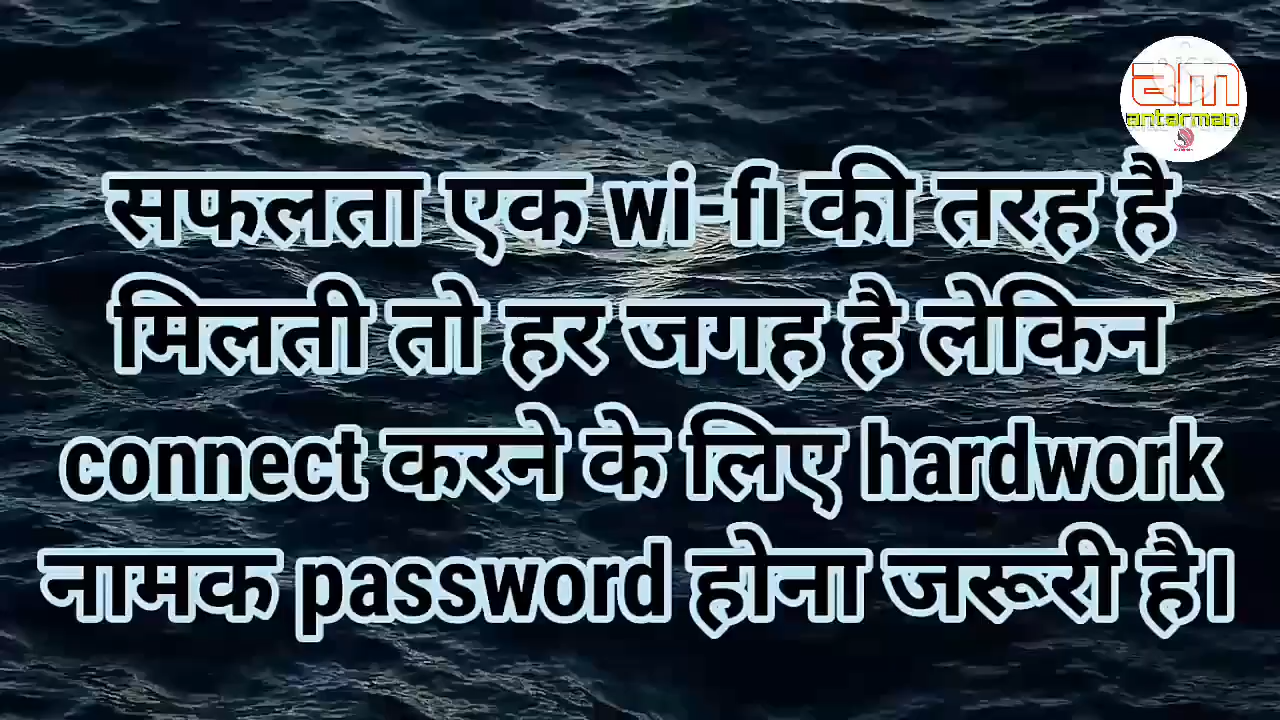 am
antarman
सफलता एक wi-fi की तरह है
मिलती तो हर जगह है लेकिन
connect करने के लिए hardwork
नामक password होना जरूरी है।